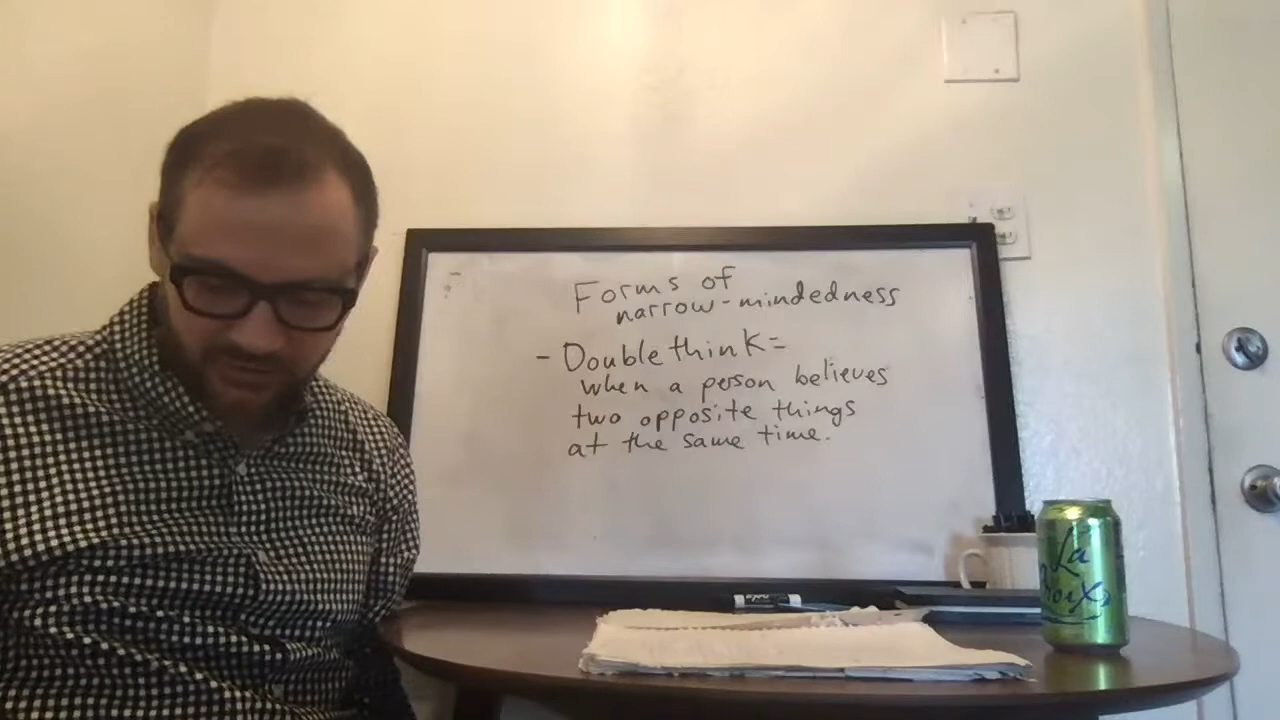 Forms of
narrow-mindedness
- Doublethink=
when a person believes
two opposite things
at the same time.
La
Croix